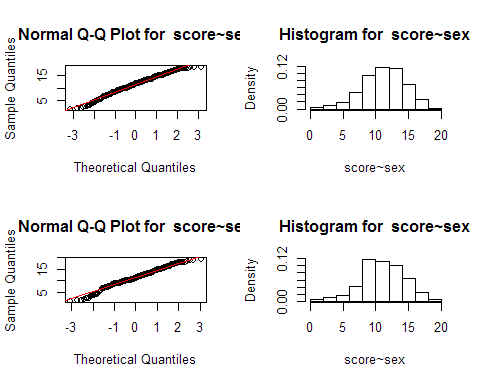 Normal Q-Q Plot for score~se
Sample Quantiles
5 15
-3 -1 0 1 2 3
Theoretical Quantiles
Histogram for score~sex
Density
0.00 0.12
0 5 10 15 20
score~sex
Normal Q-Q Plot for score~se
Sample Quantiles
5 15
-3 -1 0 1 2 3
Theoretical Quantiles
Histogram for score~sex
Density
0.00 0.12
0 5 10 15 20
score~sex